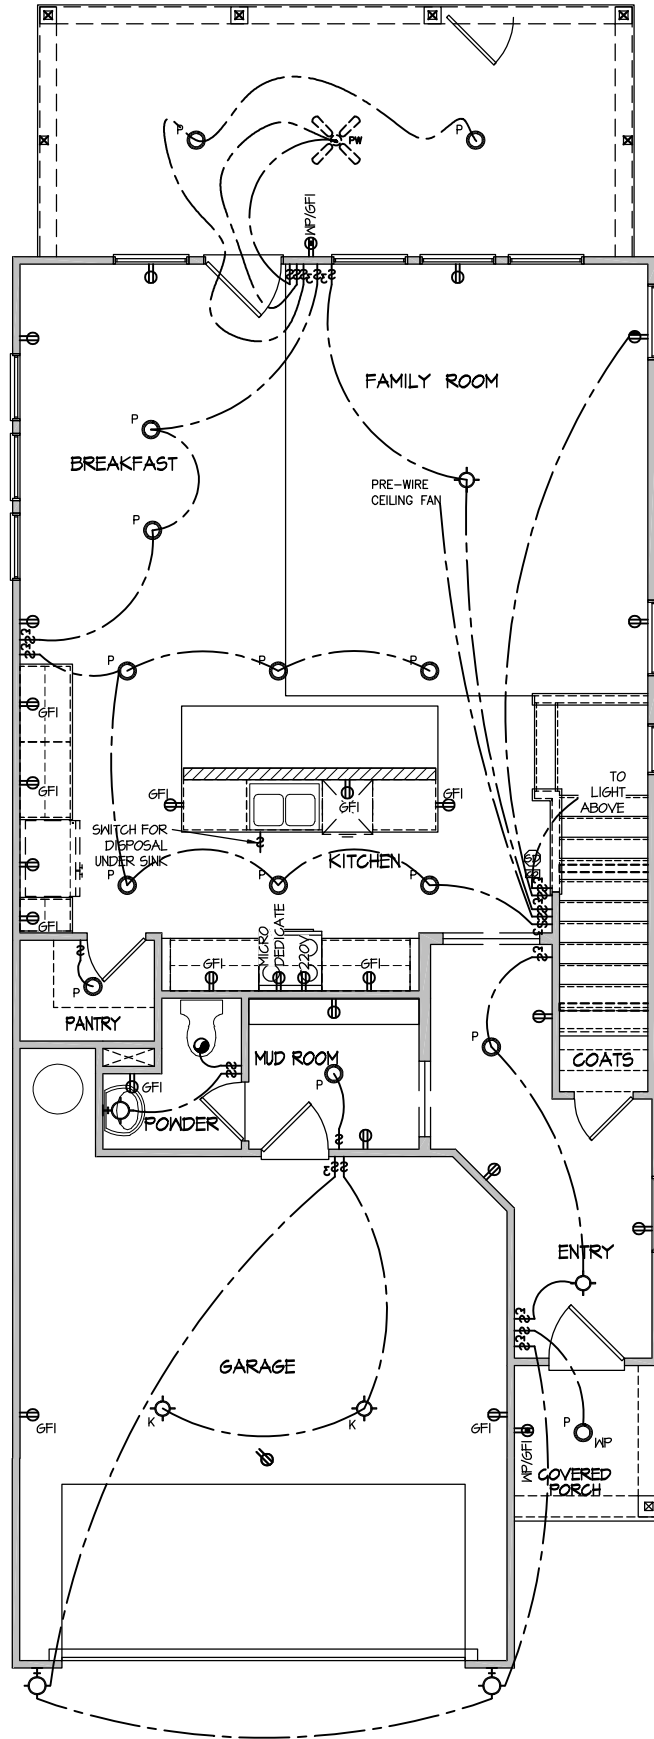 P
PW
P
WP/GFI
FAMILY ROOM
P
BREAKFAST
PRE-WIRE
CEILING FAN
P
P
P
P
GFI
TO
LIGHT
ABOVE
GFI
GFI
GFI
GFI
SWITCH FOR
DISPOSAL
UNDER SINK
KITCHEN
SD
P
P
P
GFI
MICRO
DEDICATE
220V
GFI
GFI
P
PANTRY
MUD ROOM
P
P
COATS
GFI
POWDER
ENTRY
GARAGE
K
K
GFI
GFI
P
WP
WP/GFI
COVERED
PORCH